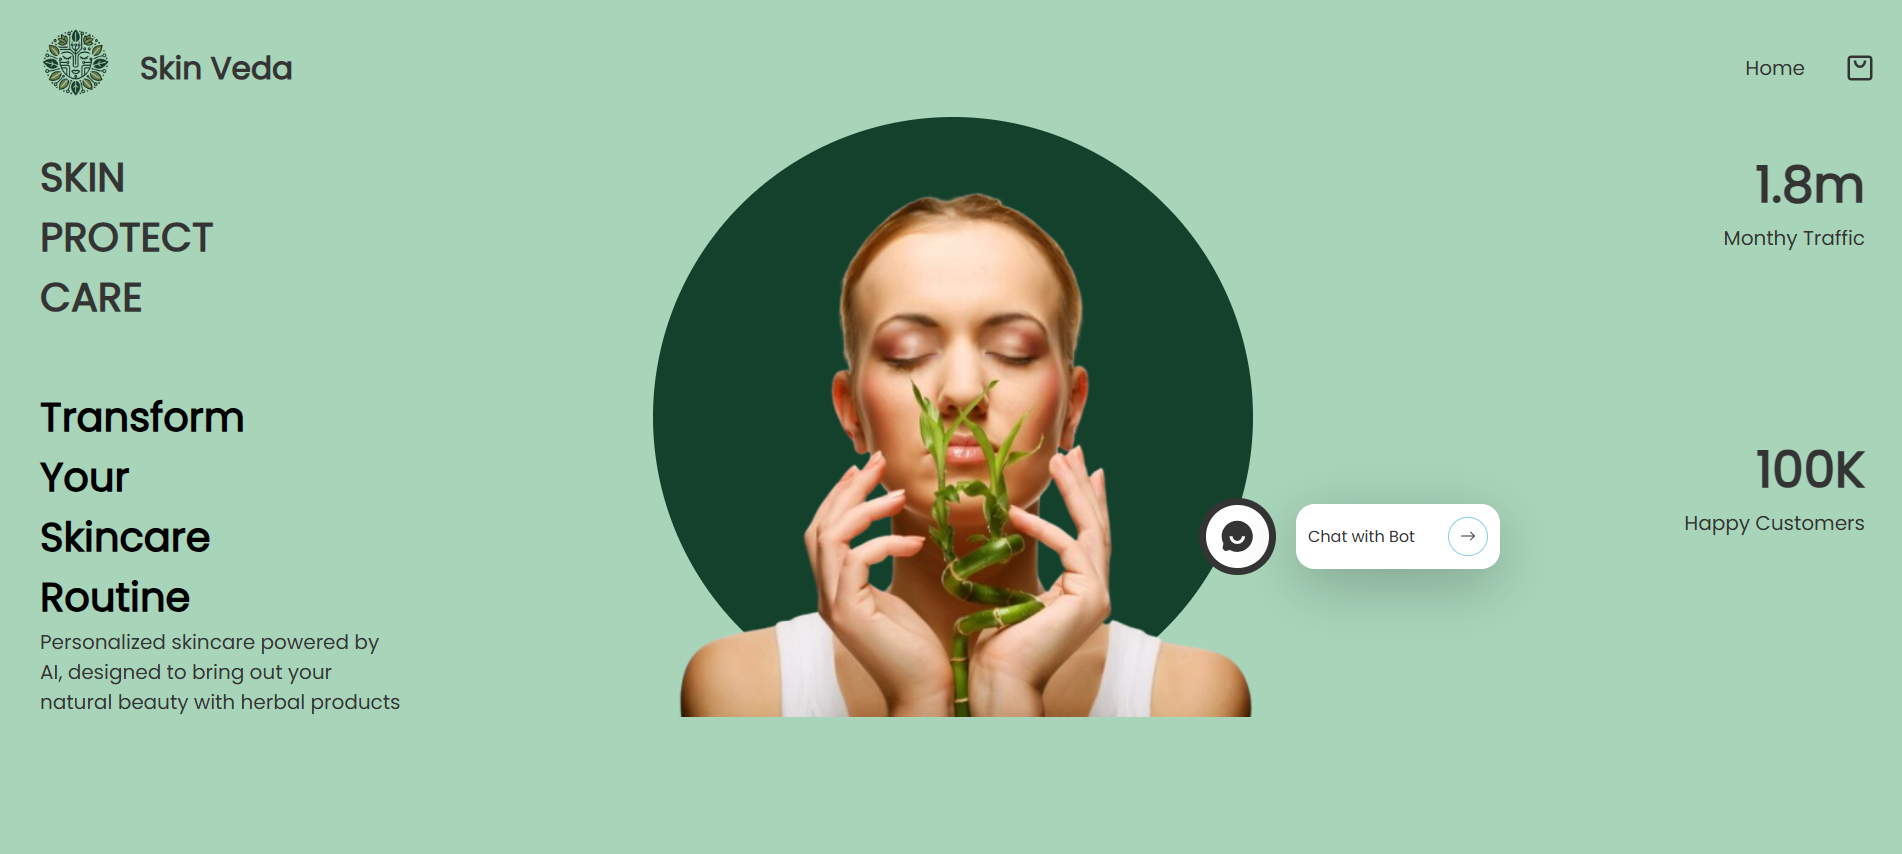 Skin Veda
Home
SKIN
PROTECT
CARE
Transform
Your
Skincare
Routine
Personalized skincare powered by
AI, designed to bring out your
natural beauty with herbal products
Chat with Bot
1.8m
Monthy Traffic
100K
Happy Customers